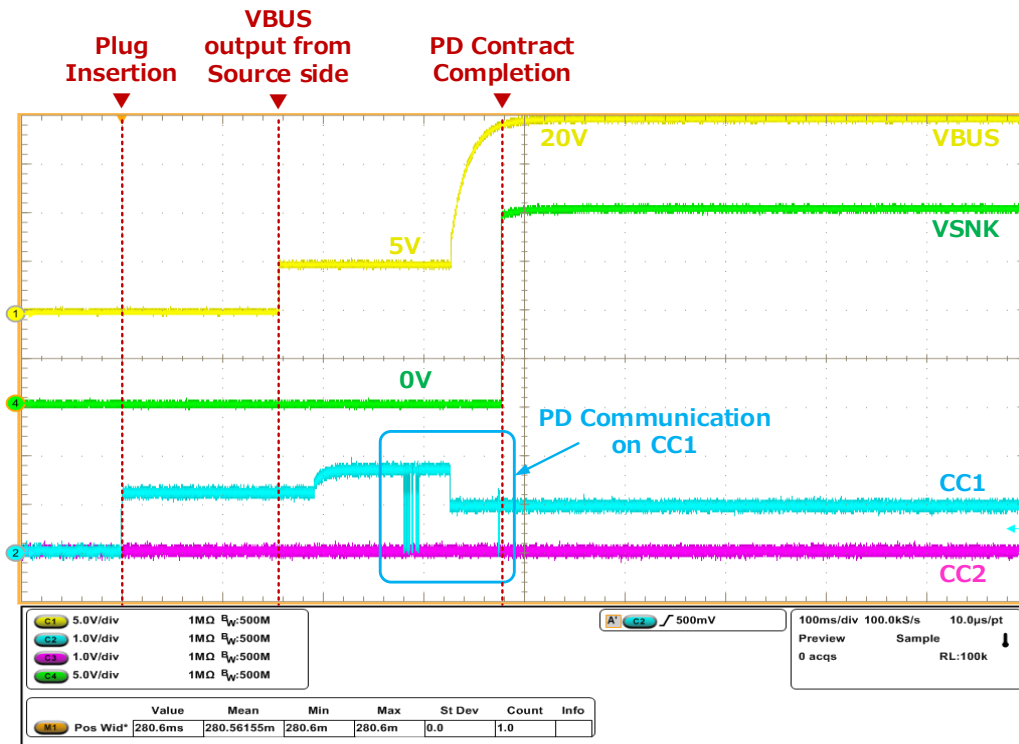 Plug
Insertion
VBUS
output from
Source side
PD Contract
Completion
20V
VBUS
VSNK
5V
1
0V
4
PD Communication
on CC1
CC1
2
CC2
C1 5.0V/div 1MΩ BW:500M
C2 1.0V/div 1MΩ BW:500M
C3 1.0V/div 1MΩ BW:500M
C4 5.0V/div 1MΩ BW:500M
A' C2 500mV
100ms/div 100.0kS/s 10.0µs/pt
Preview Sample
0 acqs RL:100k
Value Mean Min Max St Dev Count Info
M1 Pos Wid* 280.6ms 280.56155m 280.6m 280.6m 0.0 1.0